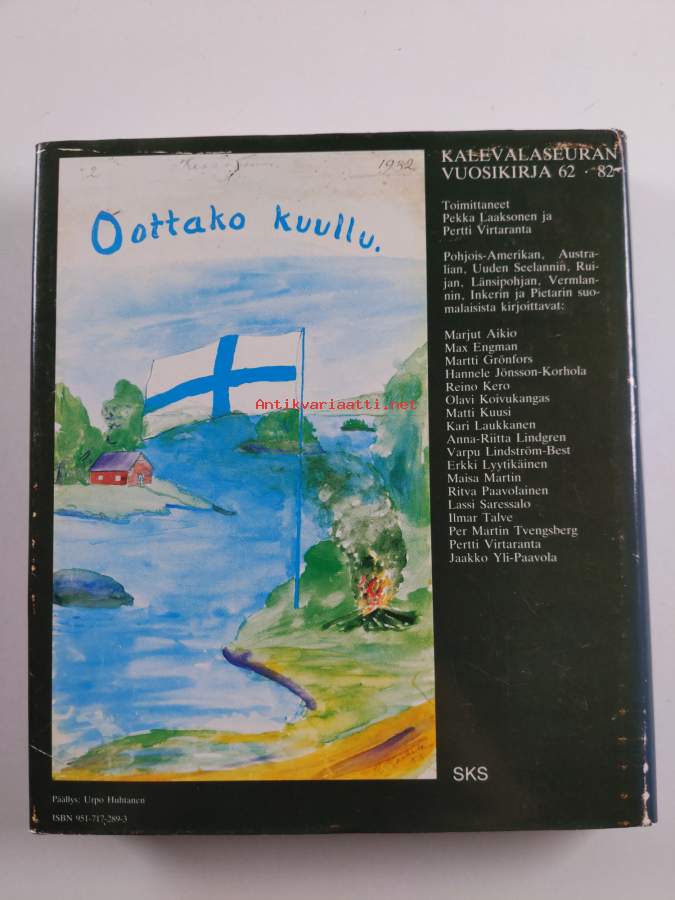 2
1982
Oottako kuullu.
KALEVALASEURAN
VUOSIKIRJA 62 · 82
Toimittaneet
Pekka Laaksonen ja
Pertti Virtaranta
Pohjois-Amerikan, Austra-
lian, Uuden Seelannin, Rui-
jan, Länsipohjan, Vermlan-
nin, Inkerin ja Pietarin suo-
malaisista kirjoittavat:
Marjut Aikio
Max Engman
Martti Grönfors
Hannele Jönsson-Korhola
Reino Kero
Olavi Koivukangas
Matti Kuusi
Kari Laukkanen
Anna-Riitta Lindgren
Varpu Lindström-Best
Erkki Lyytikäinen
Maisa Martin
Ritva Paavolainen
Lassi Saressalo
Ilmar Talve
Per Martin Tvengsberg
Pertti Virtaranta
Jaakko Yli-Paavola
Antikvariaatti.net
SKS
Päällys: Urpo Huhtanen
ISBN 951-717-289-3